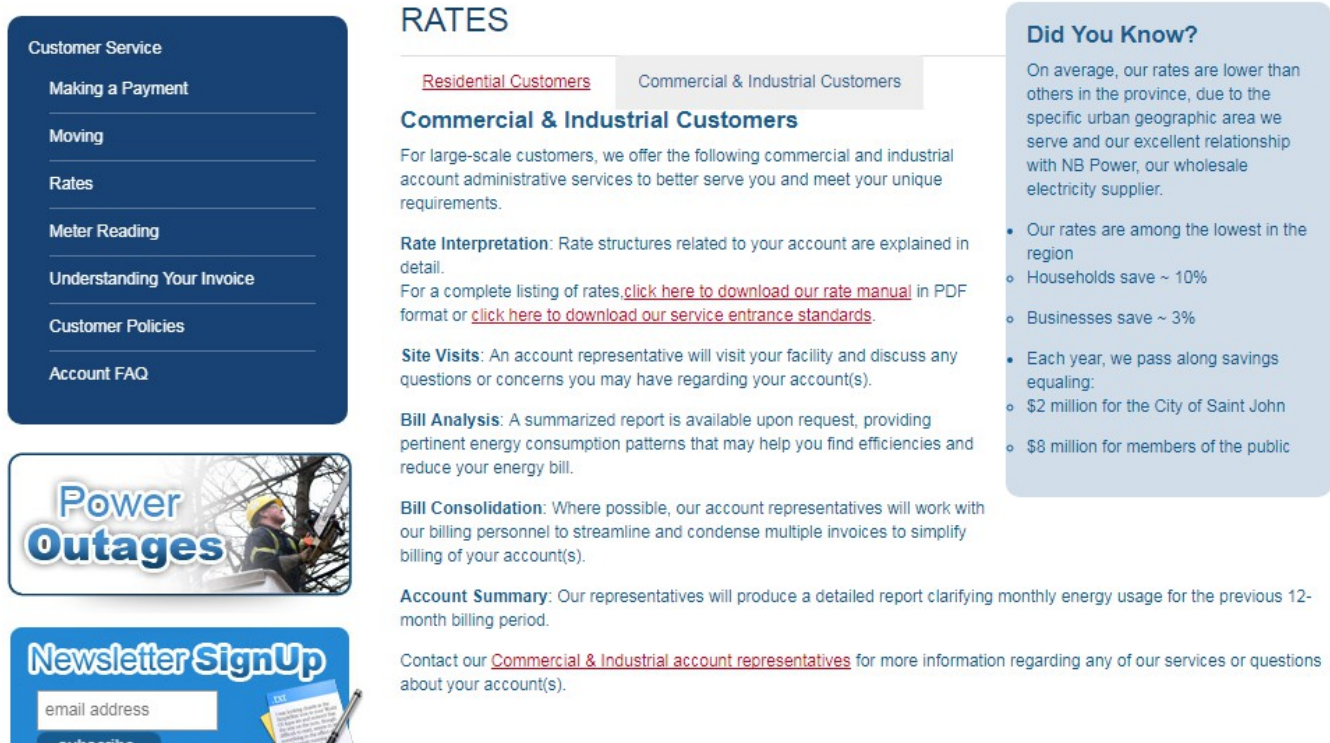 Customer Service
Making a Payment
Moving
Rates
Meter Reading
Understanding Your Invoice
Customer Policies
Account FAQ
Power
Outages
Newsletter SignUp
email address
subscribe
.TXT
RATES
Residential Customers
Commercial & Industrial Customers
Commercial & Industrial Customers
For large-scale customers, we offer the following commercial and industrial
account administrative services to better serve you and meet your unique
requirements.
Rate Interpretation: Rate structures related to your account are explained in
detail.
For a complete listing of rates,click here to download our rate manual in PDF
format or click here to download our service entrance standards.
Site Visits: An account representative will visit your facility and discuss any
questions or concerns you may have regarding your account(s).
Bill Analysis: A summarized report is available upon request, providing
pertinent energy consumption patterns that may help you find efficiencies and
reduce your energy bill.
Bill Consolidation: Where possible, our account representatives will work with
our billing personnel to streamline and condense multiple invoices to simplify
billing of your account(s).
Account Summary: Our representatives will produce a detailed report clarifying monthly energy usage for the previous 12-
month billing period.
Contact our Commercial & Industrial account representatives for more information regarding any of our services or questions
about your account(s).
Did You Know?
On average, our rates are lower than
others in the province, due to the
specific urban geographic area we
serve and our excellent relationship
with NB Power, our wholesale
electricity supplier.
Our rates are among the lowest in the
region
Households save ~ 10%
Businesses save ~ 3%
Each year, we pass along savings
equaling:
$2 million for the City of Saint John
$8 million for members of the public